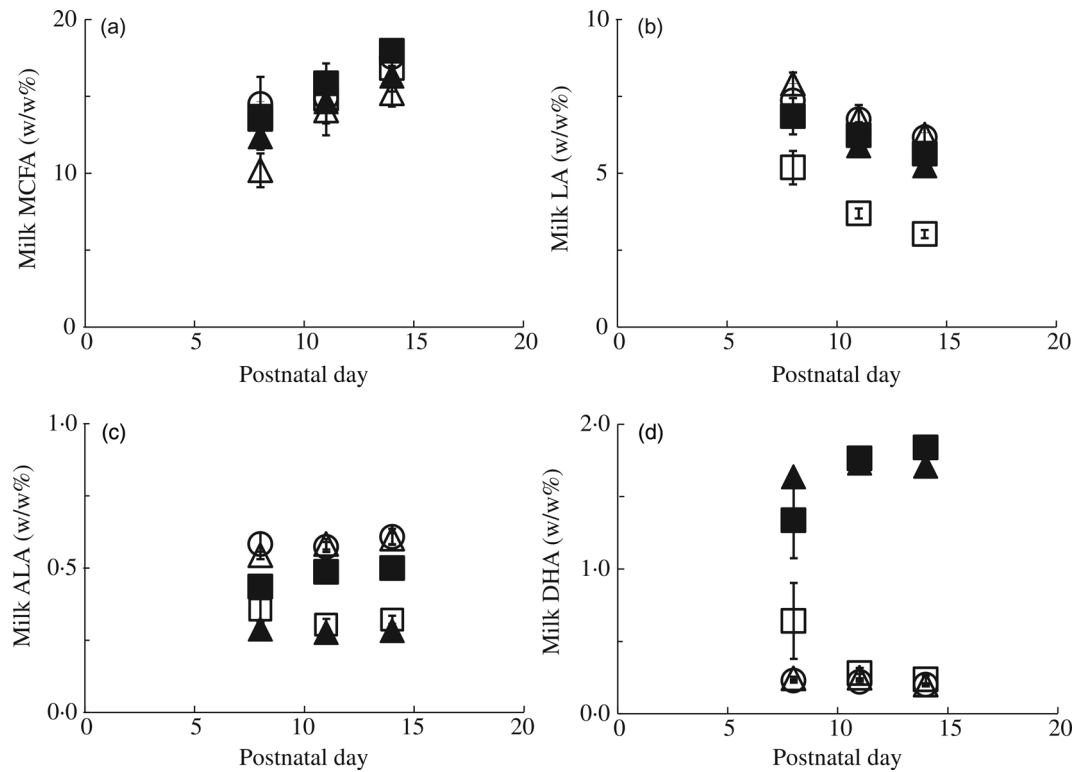 (a)
Milk MCFA (w/w%)
20
10
0
0 5 10 15 20
Postnatal day
(b)
Milk LA (w/w%)
10
5
0
0 5 10 15 20
Postnatal day
(c)
Milk ALA (w/w%)
1·0
0·5
0·0
0 5 10 15 20
Postnatal day
(d)
Milk DHA (w/w%)
2·0
1·0
0·0
0 5 10 15 20
Postnatal day